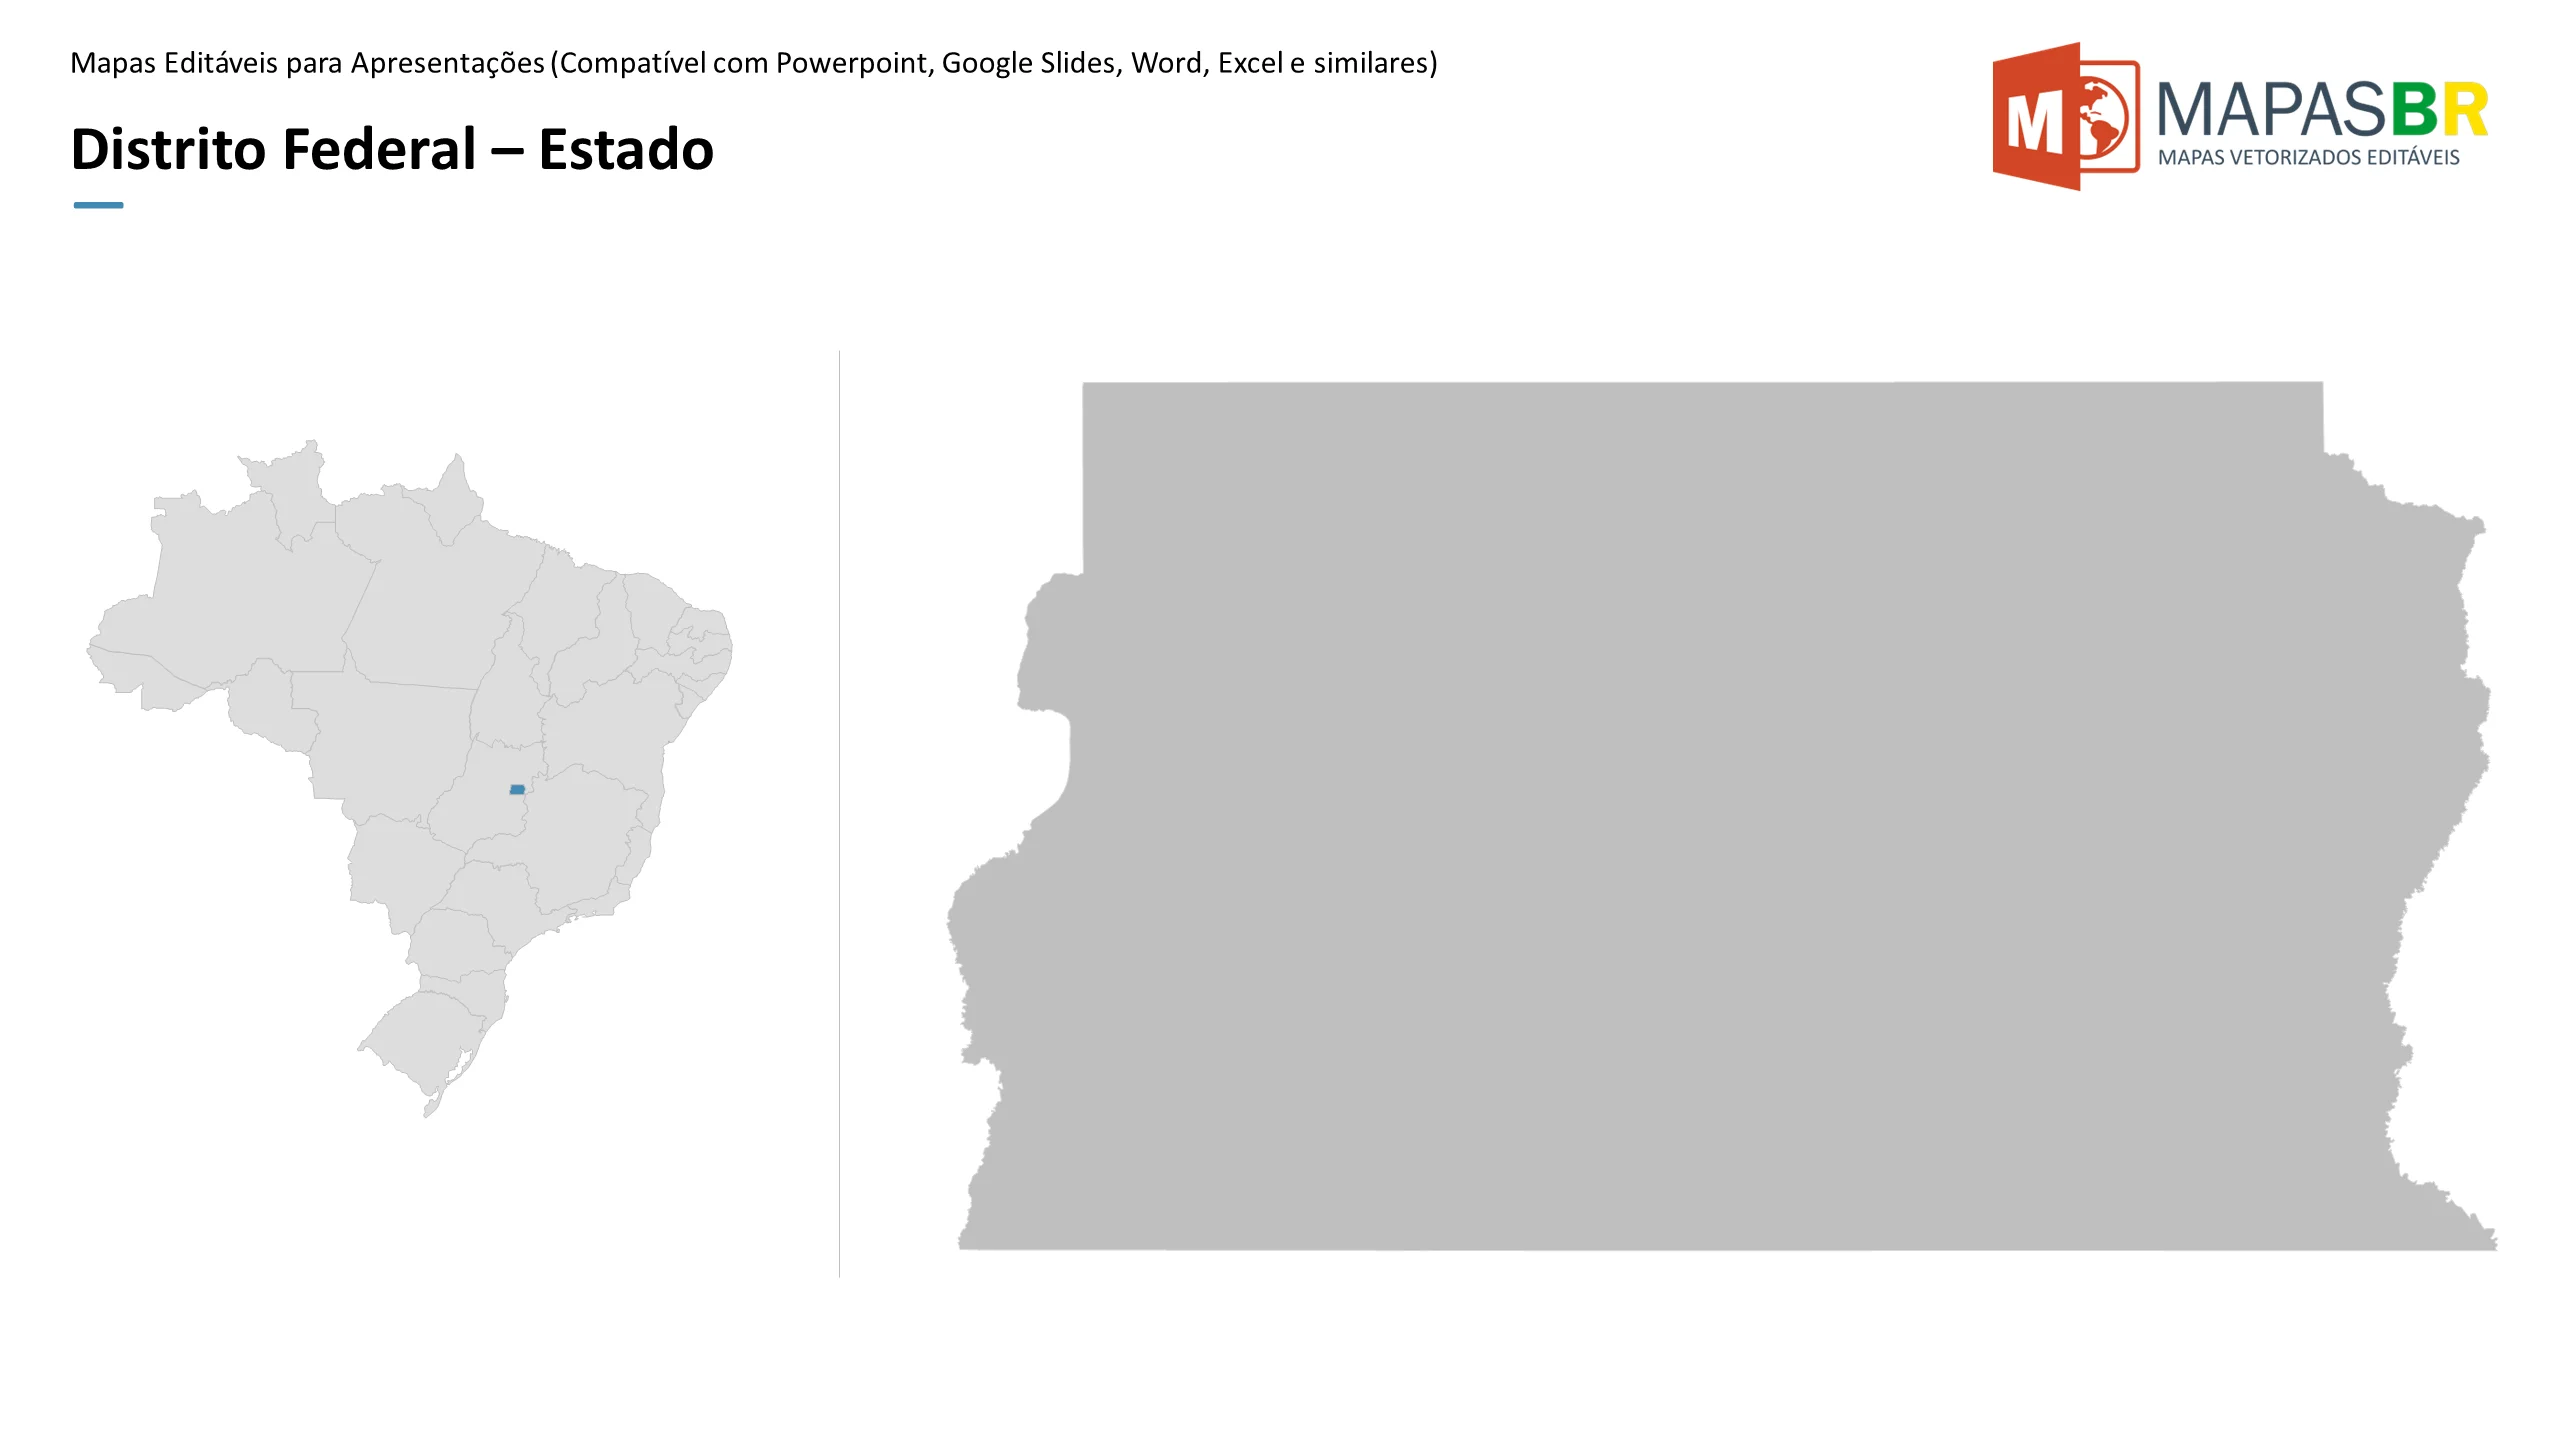 Mapas Editáveis para Apresentações (Compatível com Powerpoint, Google Slides, Word, Excel e similares)
Distrito Federal – Estado
M
MAPASBR
MAPAS VETORIZADOS EDITÁVEIS